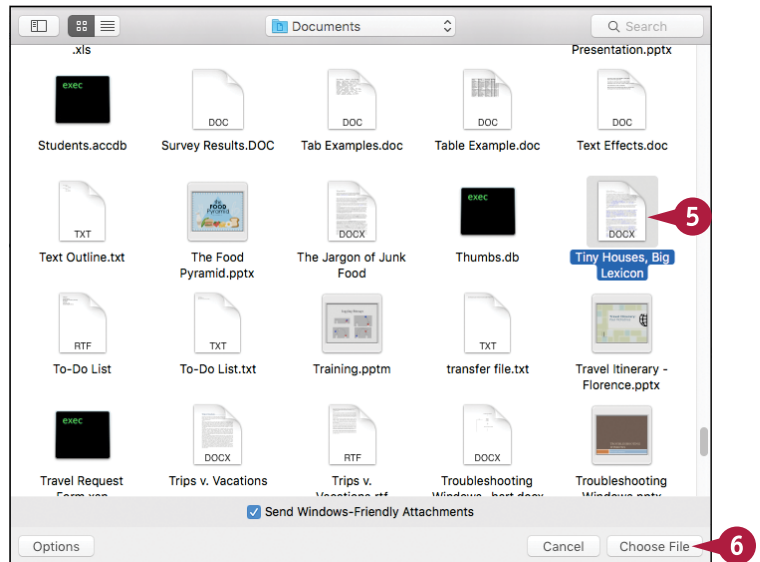 Documents
Search
.xls
Presentation.pptx
exec
DOC
DOC
DOC
DOC
Students.accdb
Survey Results.DOC
Tab Examples.doc
Table Example.doc
Text Effects.doc
TXT
the
FOOD
Pyramid
DOCX
exec
DOCX
5
Text Outline.txt
The Food
Pyramid.pptx
The Jargon of Junk
Food
Thumbs.db
Tiny Houses, Big
Lexicon
RTF
TXT
TXT
To-Do List
To-Do List.txt
Training.pptm
transfer file.txt
Travel Itinerary -
Florence.pptx
exec
DOCX
RTF
DOCX
Travel Request
Trips v. Vacations
Trips v.
Troubleshooting
Troubleshooting
Send Windows-Friendly Attachments
Options
Cancel
Choose File
6